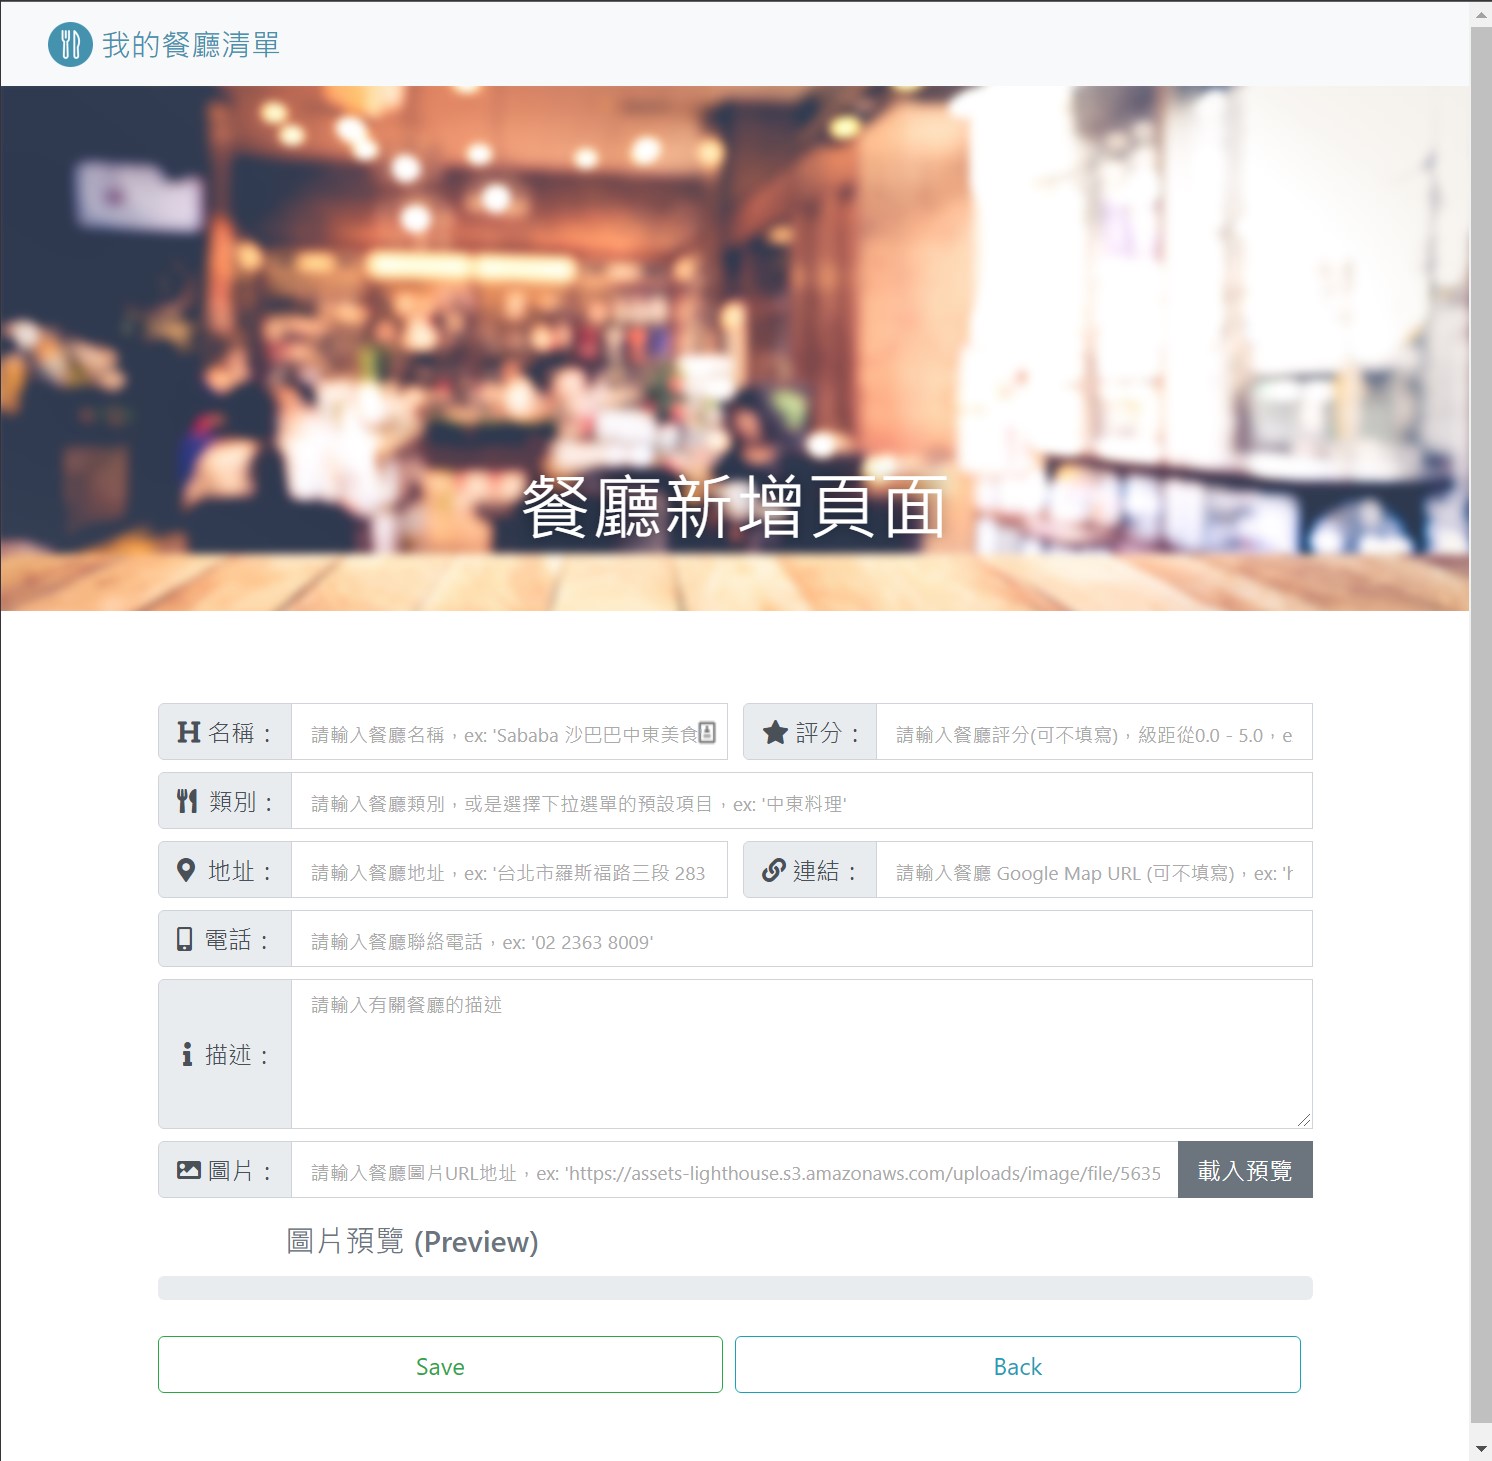 我的餐廳清單
餐廳新增頁面
名稱： 請輸入餐廳名稱，ex: 'Sababa 沙巴巴中東美食
評分： 請輸入餐廳評分(可不填寫)，級距從0.0 - 5.0，e
類別： 請輸入餐廳類別，或是選擇下拉選單的預設項目，ex: '中東料理'
地址： 請輸入餐廳地址，ex: '台北市羅斯福路三段 283
連結： 請輸入餐廳 Google Map URL (可不填寫)，ex: 'h
電話： 請輸入餐廳聯絡電話，ex: '02 2363 8009'
描述： 請輸入有關餐廳的描述
圖片： 請輸入餐廳圖片URL地址，ex: 'https://assets-lighthouse.s3.amazonaws.com/uploads/image/file/5635 載入預覽
圖片預覽 (Preview)
Save
Back